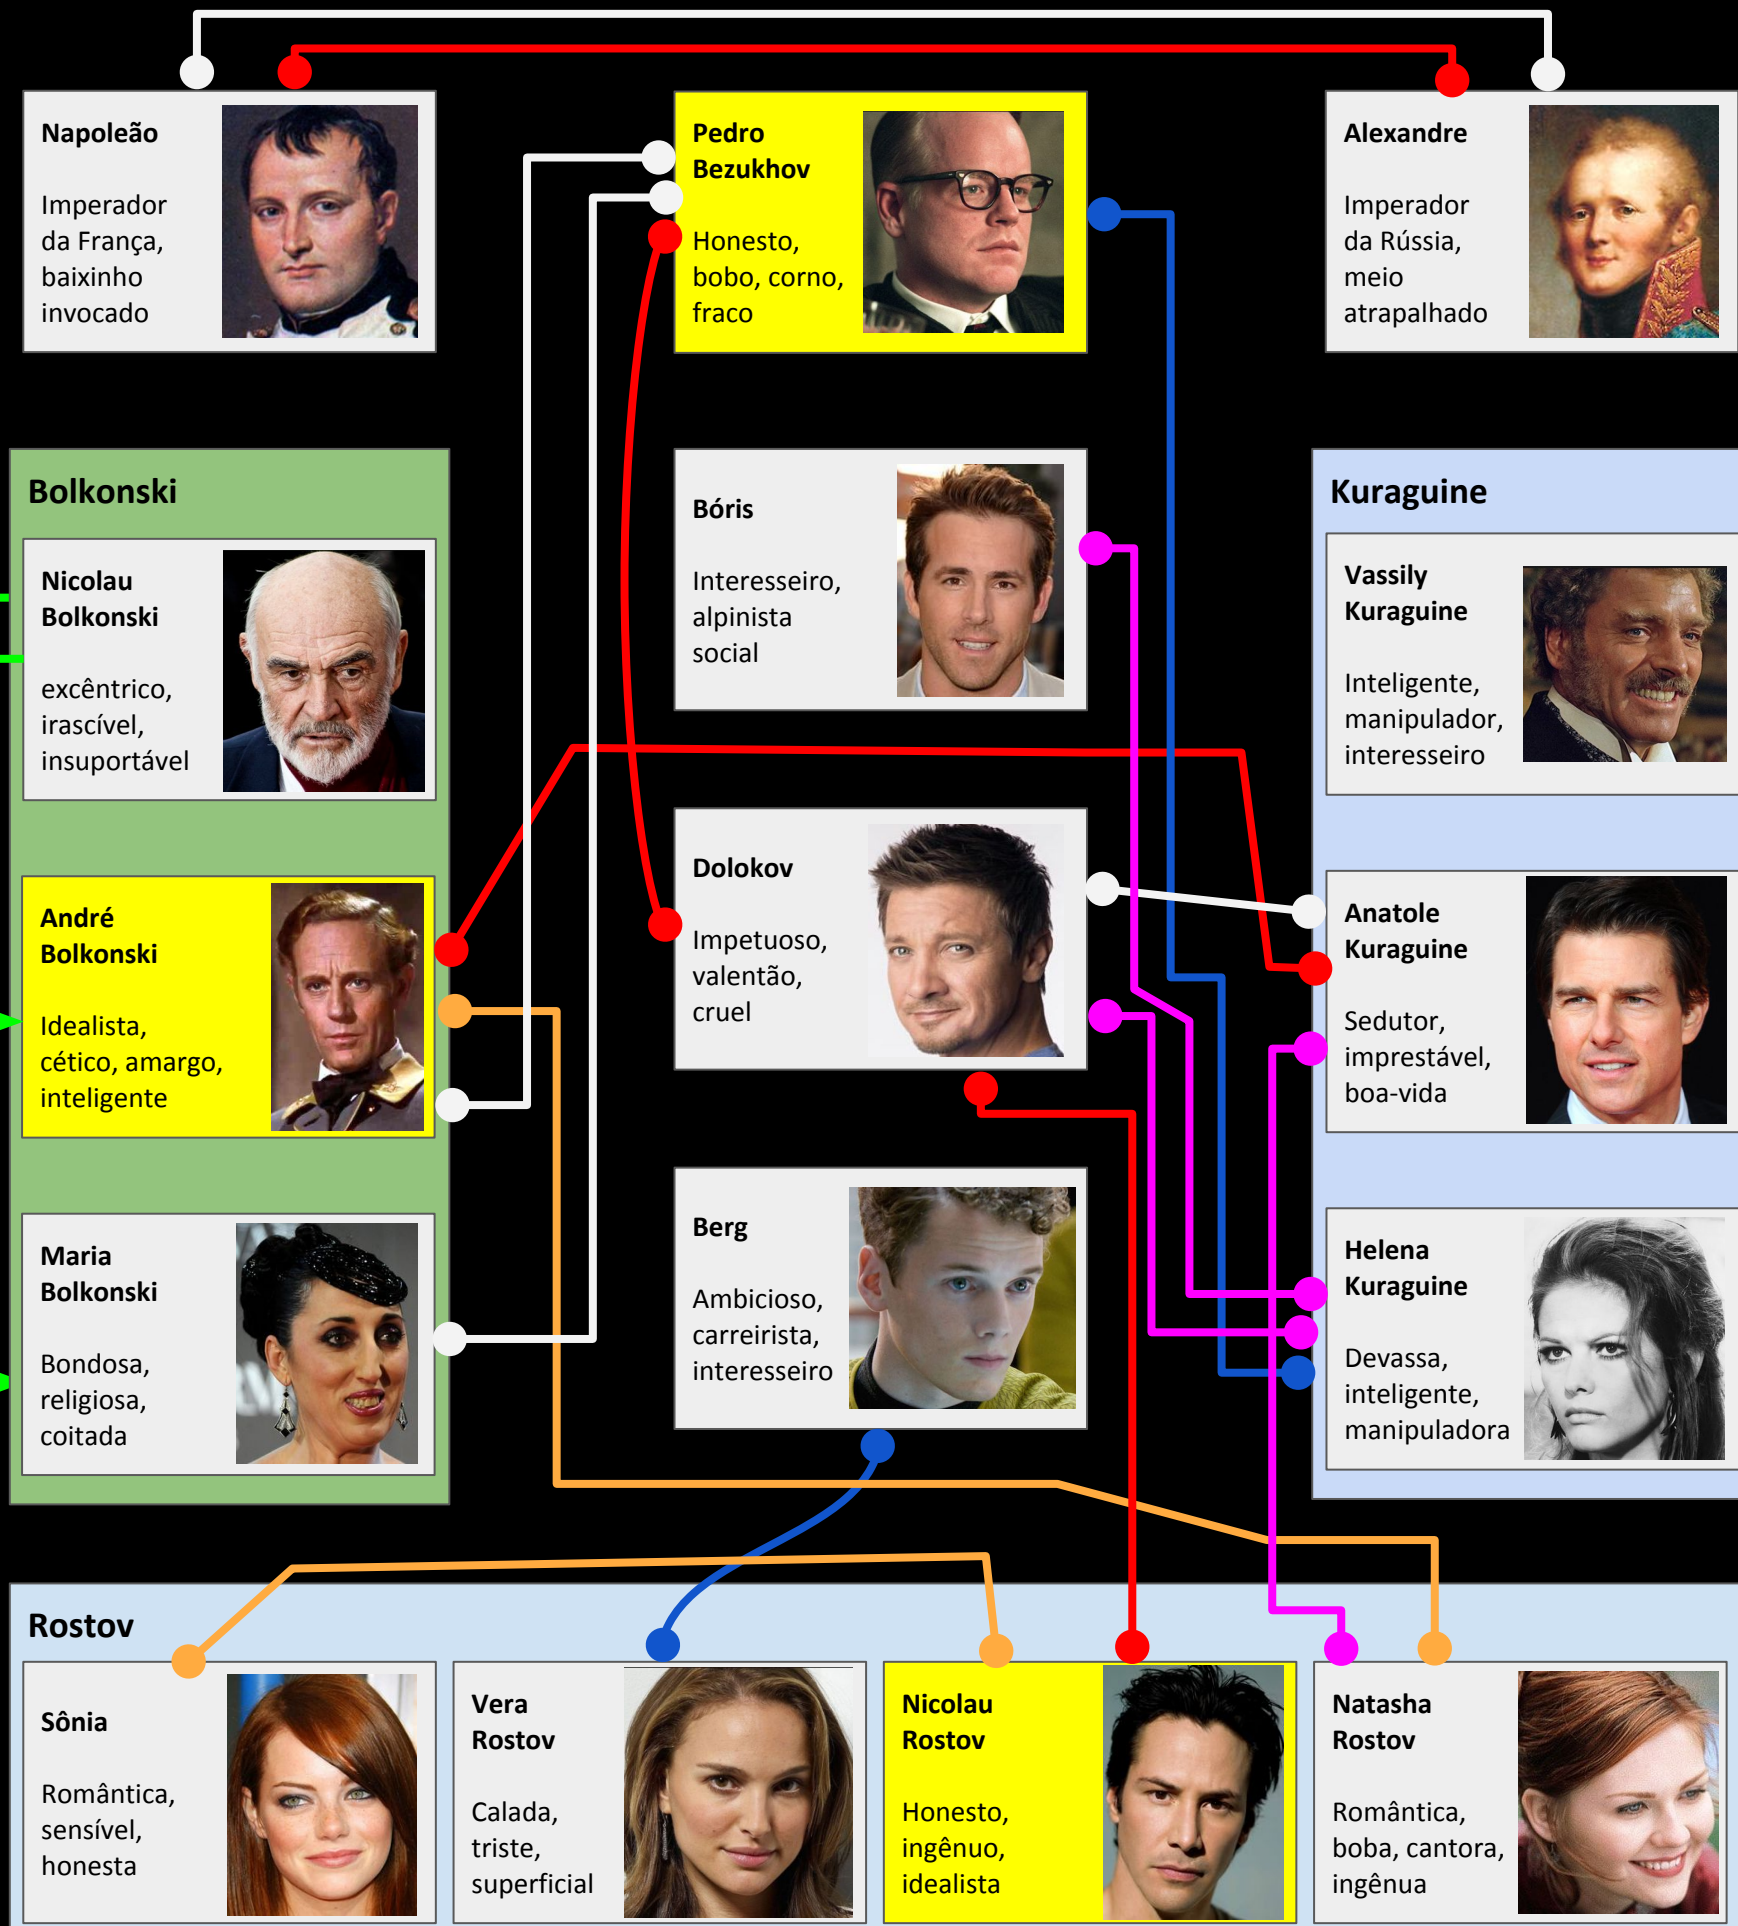 Napoleão
Imperador
da França,
baixinho
invocado
Pedro
Bezukhov
Honesto,
bobo, corno,
fraco
Alexandre
Imperador
da Rússia,
meio
atrapalhado
Bolkonski
Nicolau
Bolkonski
excêntrico,
irascível,
insuportável
André
Bolkonski
Idealista,
cético, amargo,
inteligente
Maria
Bolkonski
Bondosa,
religiosa,
coitada
Bóris
Interesseiro,
alpinista
social
Dolokov
Impetuoso,
valentão,
cruel
Berg
Ambicioso,
carreirista,
interesseiro
Kuraguine
Vassily
Kuraguine
Inteligente,
manipulador,
interesseiro
Anatole
Kuraguine
Sedutor,
imprestável,
boa-vida
Helena
Kuraguine
Devassa,
inteligente,
manipuladora
Rostov
Sônia
Romântica,
sensível,
honesta
Vera
Rostov
Calada,
triste,
superficial
Nicolau
Rostov
Honesto,
ingênuo,
idealista
Natasha
Rostov
Romântica,
boba, cantora,
ingênua